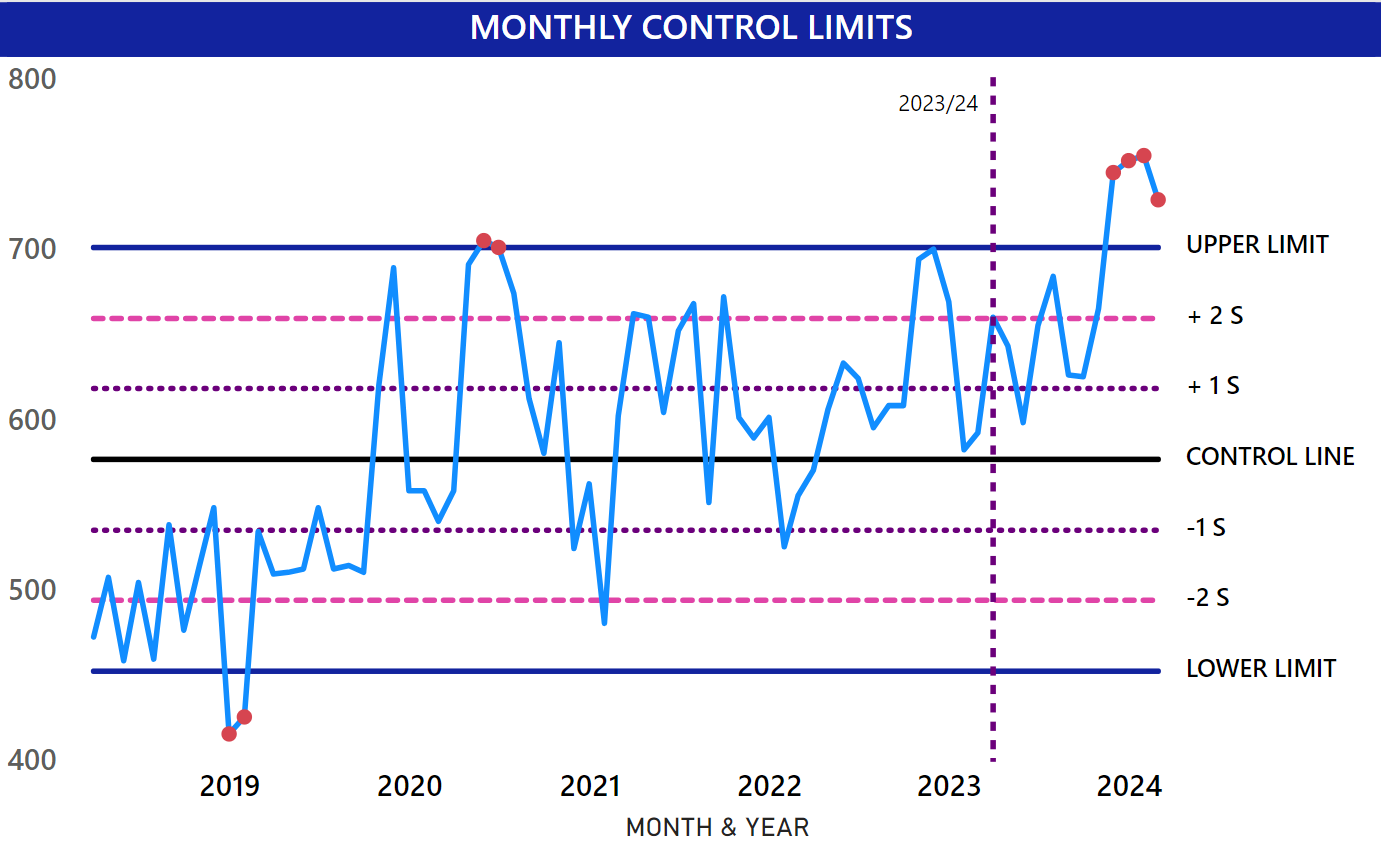 MONTHLY CONTROL LIMITS
800
2023/24
700
UPPER LIMIT
+ 2 S
+ 1 S
600
CONTROL LINE
-1 S
500
-2 S
LOWER LIMIT
400
2019 2020 2021 2022 2023 2024
MONTH & YEAR